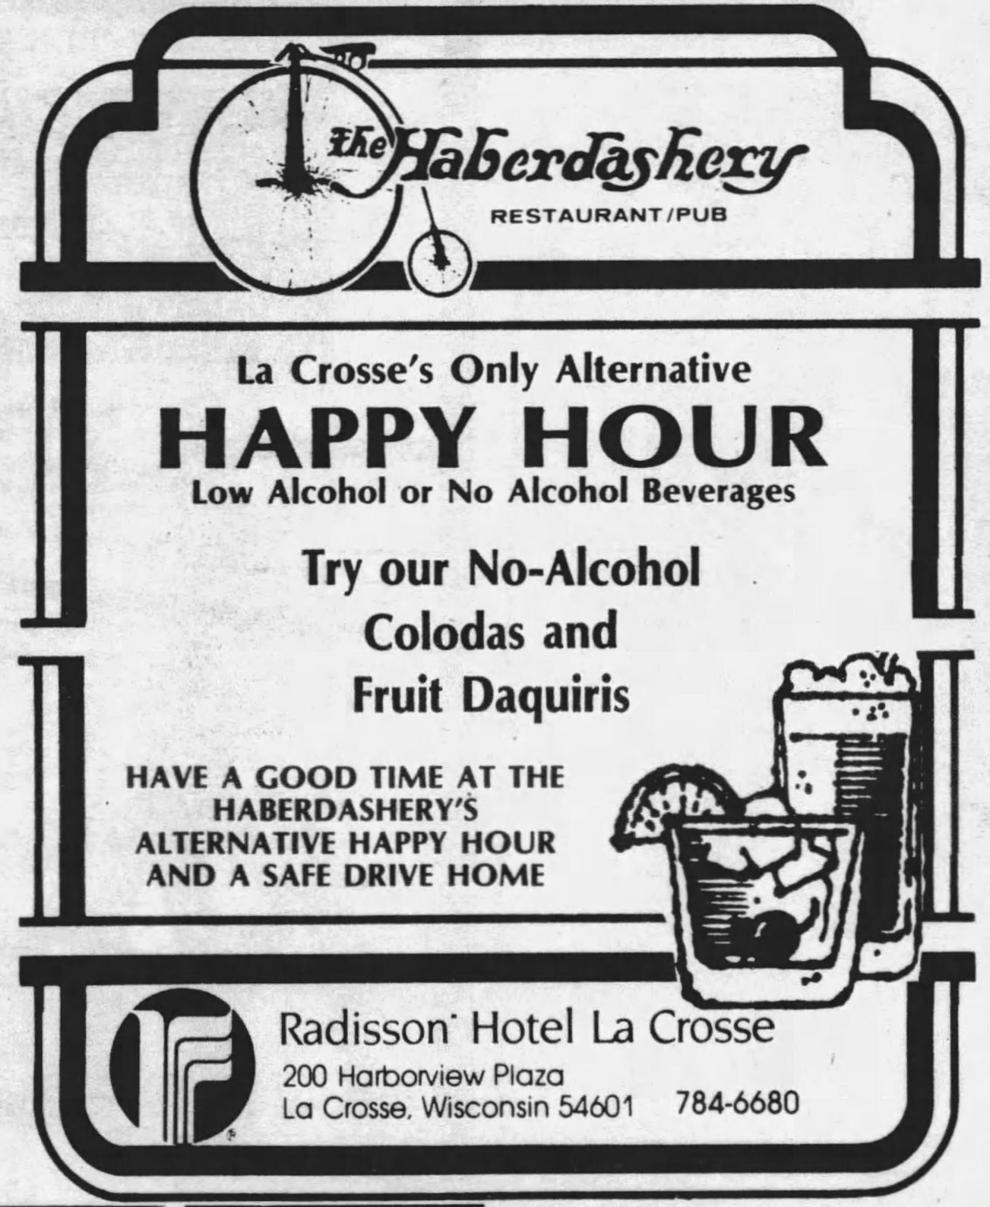 the Haberdashery
RESTAURANT/PUB
La Crosse's Only Alternative
HAPPY HOUR
Low Alcohol or No Alcohol Beverages
Try our No-Alcohol
Colodas and
Fruit Daquiris
HAVE A GOOD TIME AT THE
HABERDASHERY'S
ALTERNATIVE HAPPY HOUR
AND A SAFE DRIVE HOME
Radisson Hotel La Crosse
200 Harborview Plaza
La Crosse, Wisconsin 54601 784-6680
®